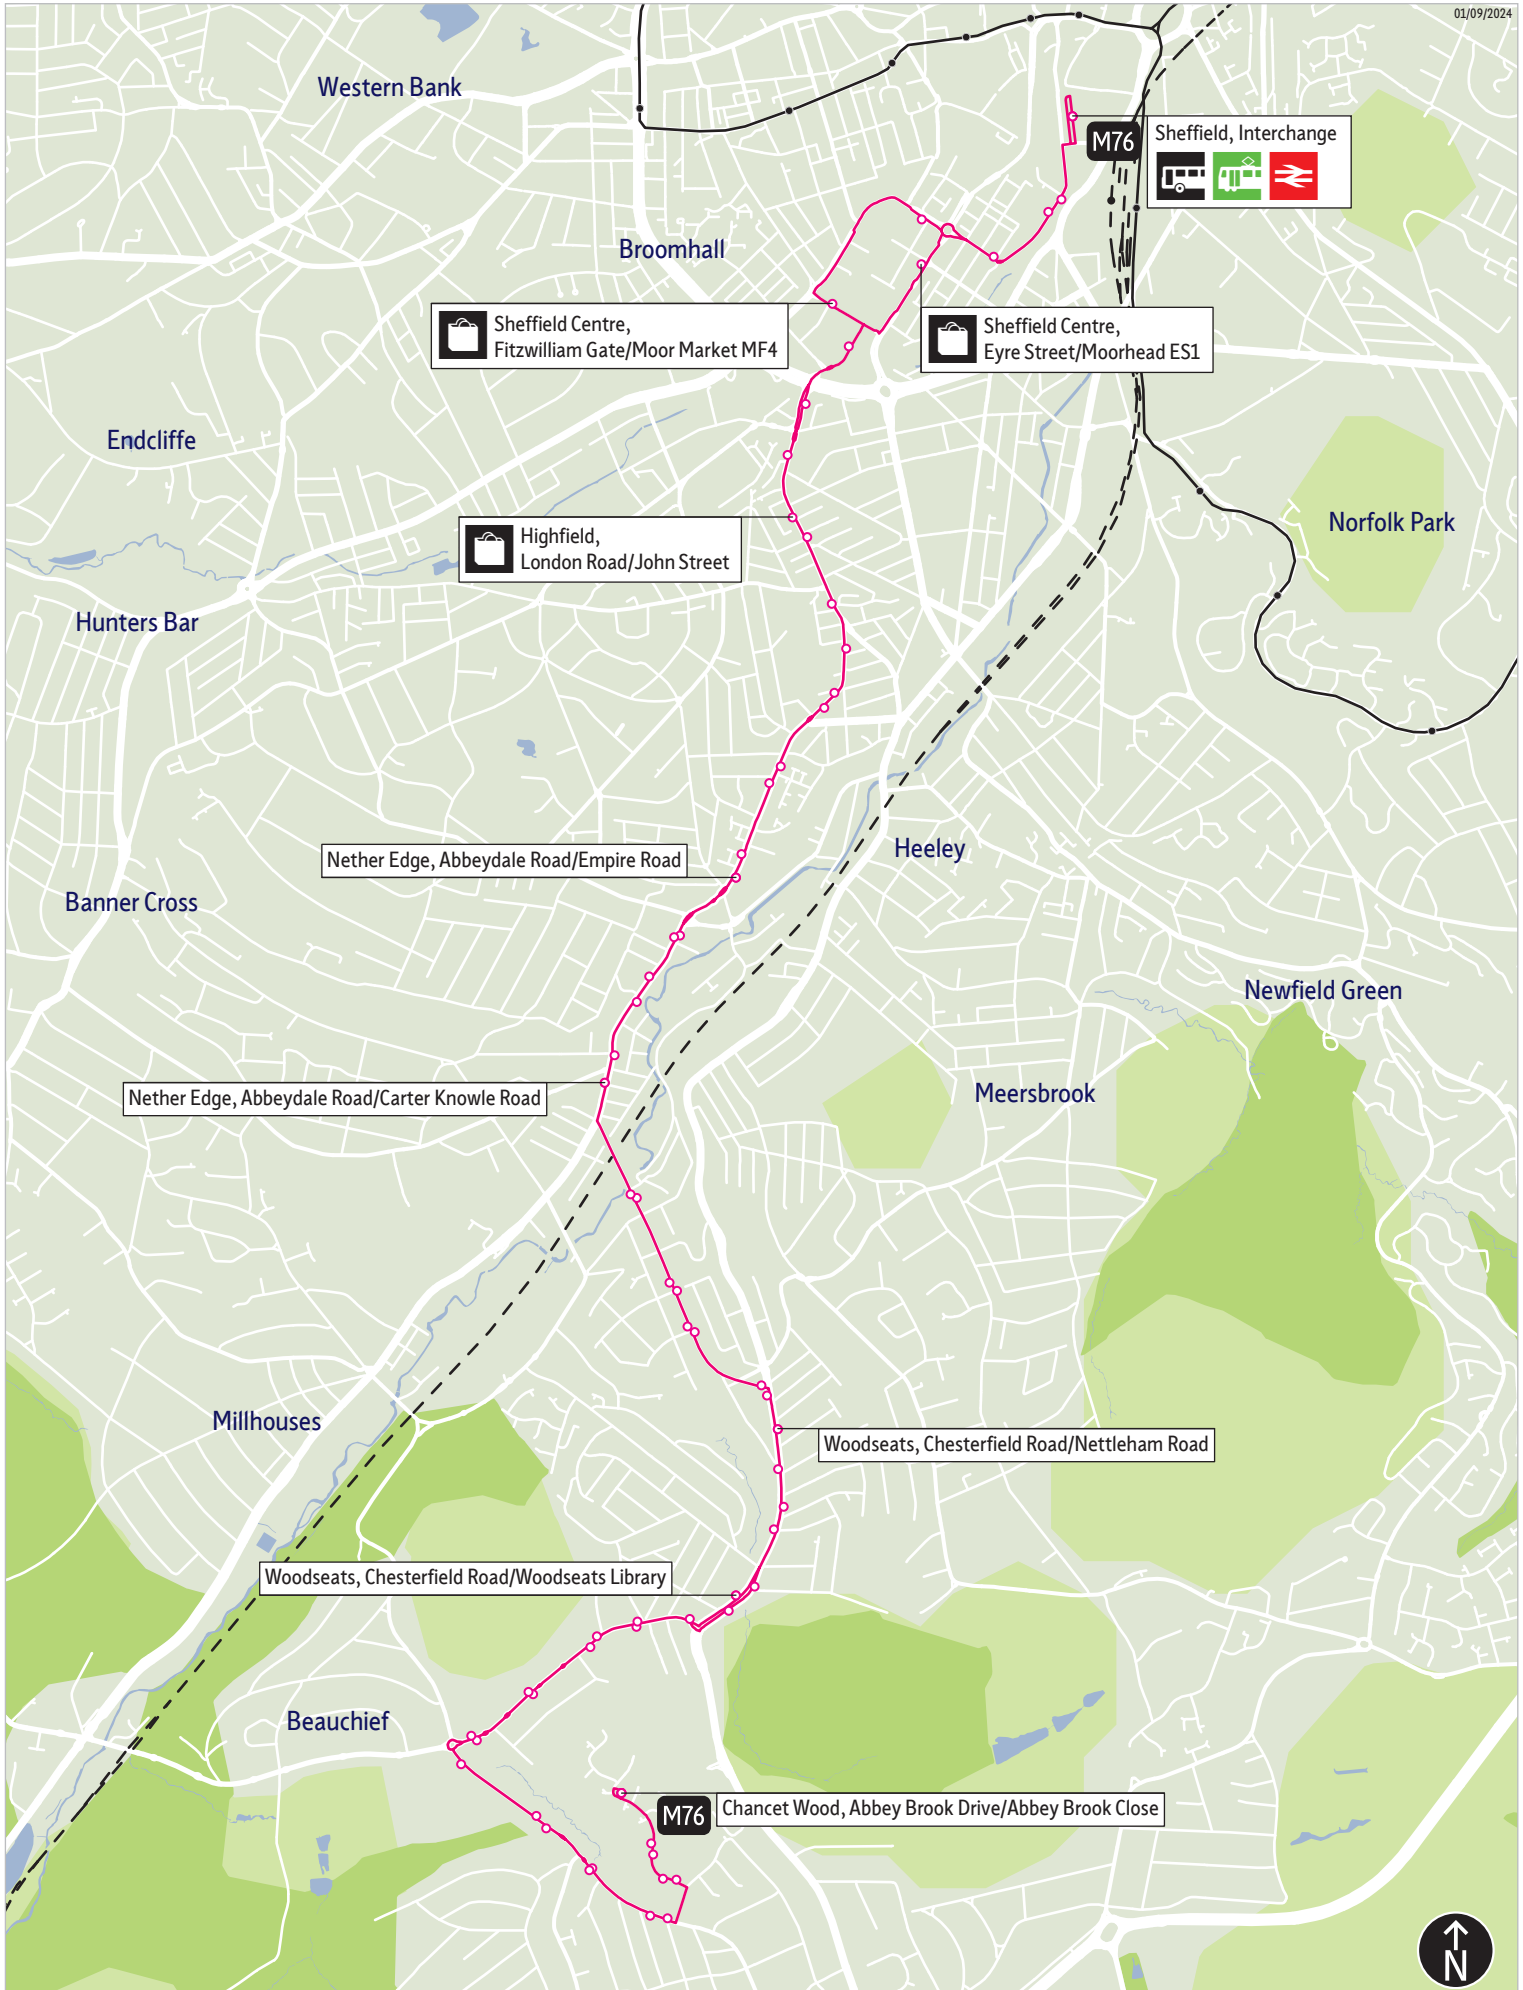 01/09/2024
Western Bank
M76
Sheffield, Interchange
Broomhall
Sheffield Centre,
Fitzwilliam Gate/Moor Market MF4
Sheffield Centre,
Eyre Street/Moorhead ES1
Endcliffe
Norfolk Park
Highfield,
London Road/John Street
Hunters Bar
Heeley
Nether Edge, Abbeydale Road/Empire Road
Banner Cross
Newfield Green
Meersbrook
Nether Edge, Abbeydale Road/Carter Knowle Road
Millhouses
Woodseats, Chesterfield Road/Nettleham Road
Woodseats, Chesterfield Road/Woodseats Library
Beauchief
M76
Chancet Wood, Abbey Brook Drive/Abbey Brook Close
N